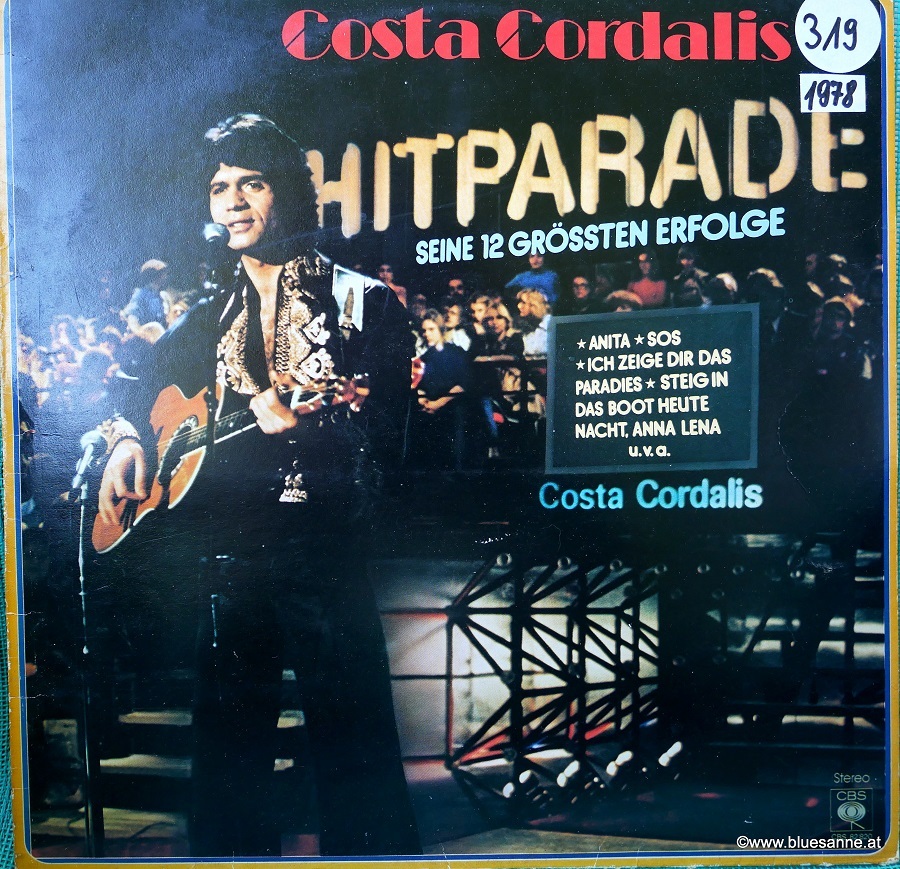 Costa Cordalis
319
1978
HITPARADE
SEINE 12 GRÖSSTEN ERFOLGE
★ANITA ★ SOS
★ICH ZEIGE DIR DAS
PARADIES ★ STEIG IN
DAS BOOT HEUTE
NACHT, ANNA LENA
u.v.a.
Costa Cordalis
Stereo
CBS
CBS
©www.bluesanne.at